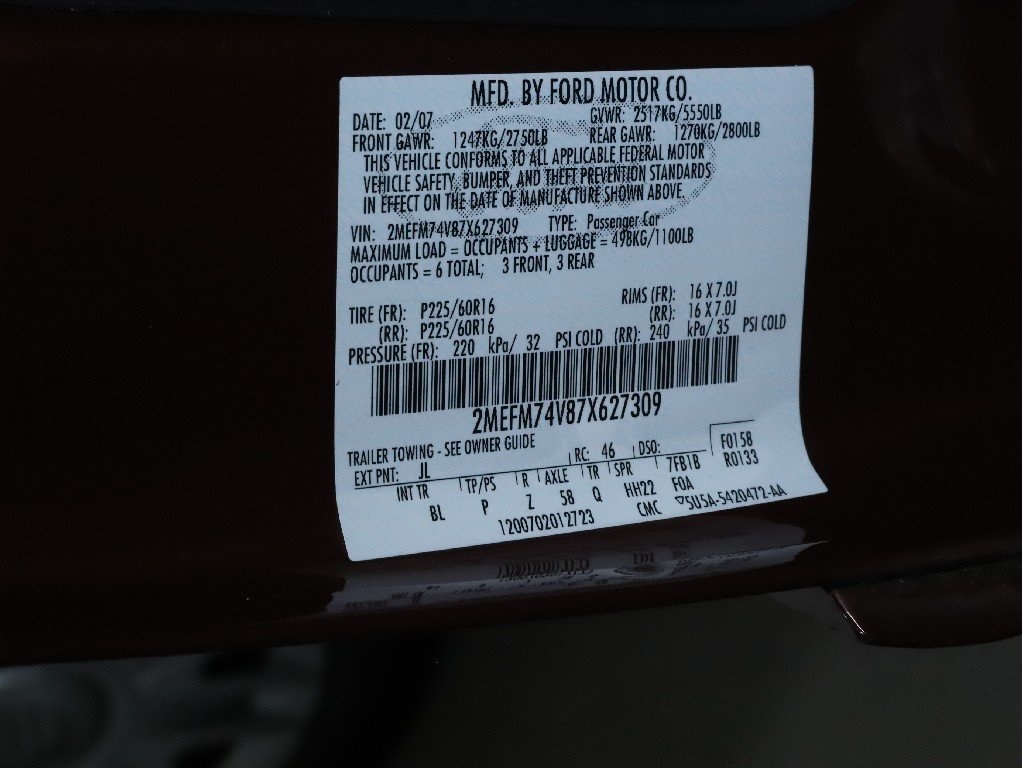 MFD. BY FORD MOTOR CO.
DATE: 02/07 GVWR: 2517KG/5550LB
FRONT GAWR: 1247KG/2750LB REAR GAWR: 1270KG/2800LB
THIS VEHICLE CONFORMS TO ALL APPLICABLE FEDERAL MOTOR
VEHICLE SAFETY, BUMPER, AND THEFT PREVENTION STANDARDS
IN EFFECT ON THE DATE OF MANUFACTURE SHOWN ABOVE.
VIN: 2MEFM74V87X627309 TYPE: Passenger Car
MAXIMUM LOAD = OCCUPANTS + LUGGAGE = 498KG/1100LB
OCCUPANTS = 6 TOTAL; 3 FRONT, 3 REAR
TIRE (FR): P225/60R16 RIMS (FR): 16 X 7.0J
(RR): P225/60R16 (RR): 16 X 7.0J
PRESSURE (FR): 220 kPa/ 32 PSI COLD (RR): 240 kPa/ 35 PSI COLD
2MEFM74V87X627309
TRAILER TOWING - SEE OWNER GUIDE
EXT PNT: JL RC: 46 DSO: F0158
INT TR TP/PS R AXLE TR SPR 7FB1B R0133
BL P Z 58 Q HH22 FOA
1200702012723 CMC ▽5U5A-5420472-AA